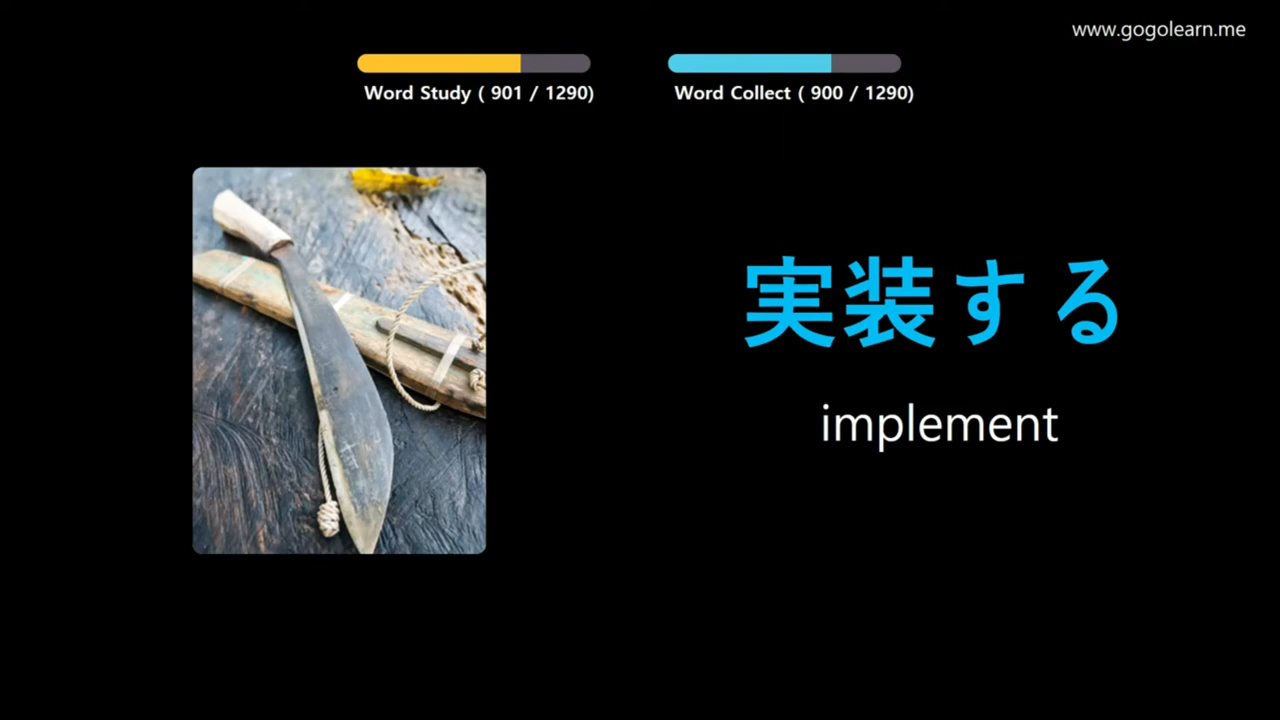 www.gogolearn.me
Word Study ( 901 / 1290)
Word Collect ( 900 / 1290)
実装する
implement